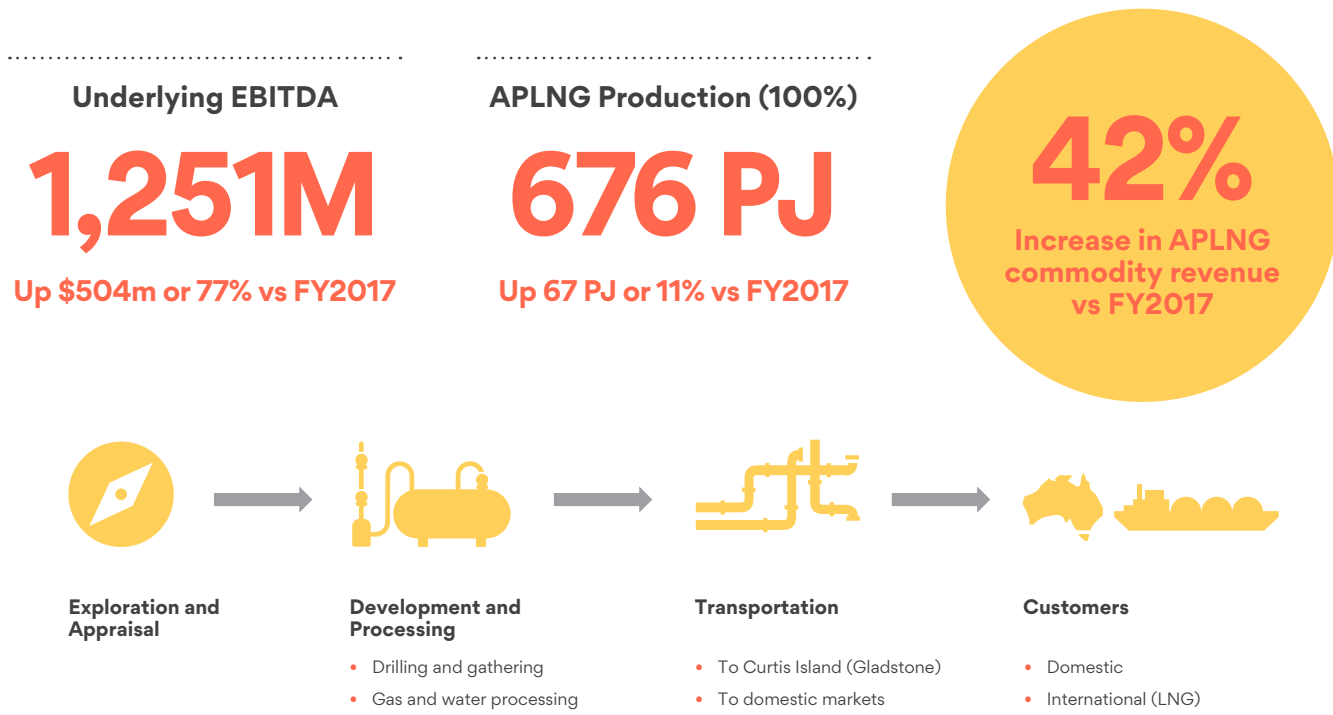 Underlying EBITDA
1,251M
Up $504m or 77% vs FY2017
APLNG Production (100%)
676 PJ
Up 67 PJ or 11% vs FY2017
42%
Increase in APLNG
commodity revenue
vs FY2017
Exploration and
Appraisal
Development and
Processing
• Drilling and gathering
• Gas and water processing
Transportation
• To Curtis Island (Gladstone)
• To domestic markets
Customers
• Domestic
• International (LNG)